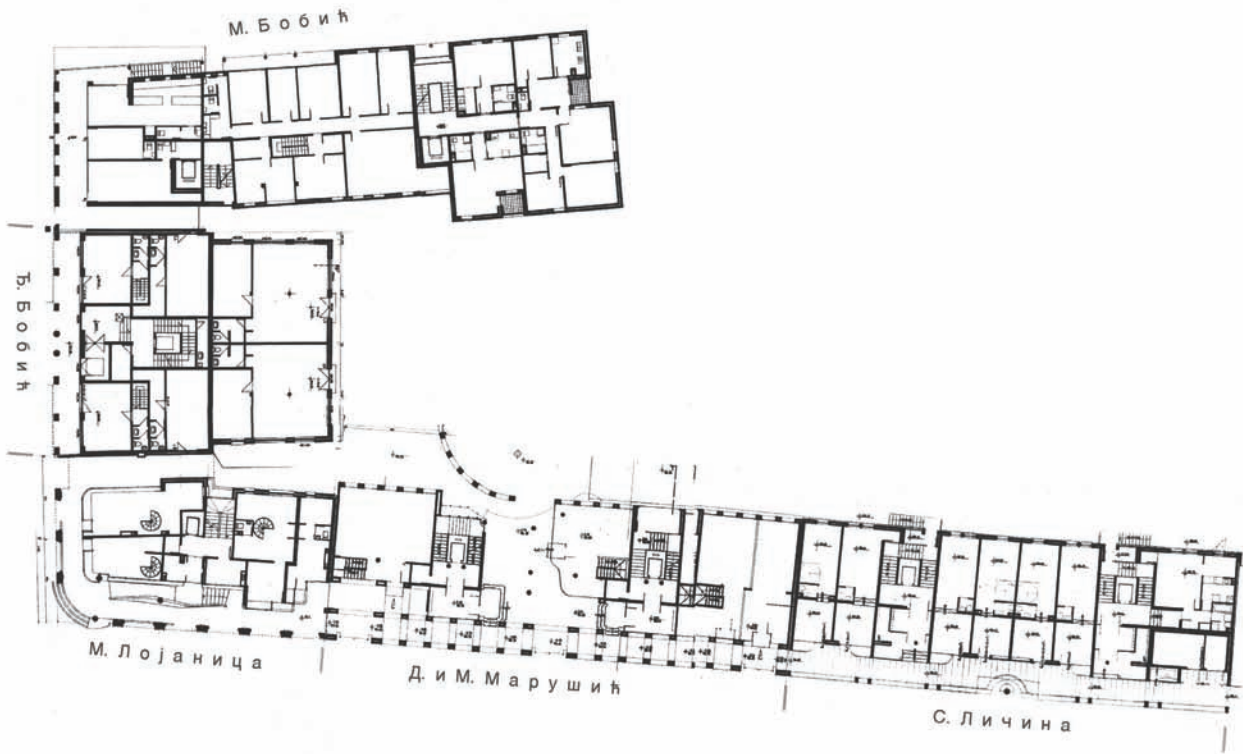 М. Бобић
Ђ. Бобић
М. Лојаница
Д. и М. Марушић
С. Личина